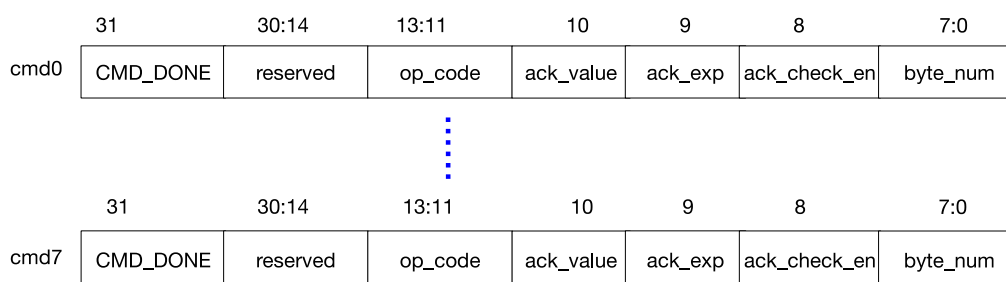 31 30:14 13:11 10 9 8 7:0
cmd0 CMD_DONE reserved op_code ack_value ack_exp ack_check_en byte_num
31 30:14 13:11 10 9 8 7:0
cmd7 CMD_DONE reserved op_code ack_value ack_exp ack_check_en byte_num